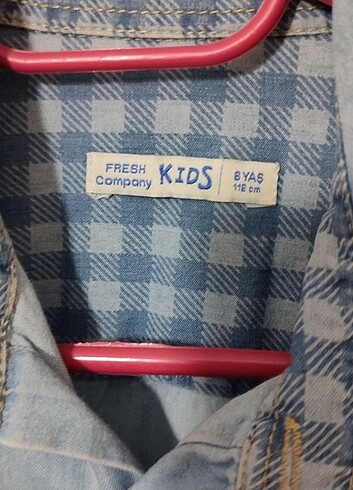 FRESH
Company
KIDS
8 YAŞ
118 cm